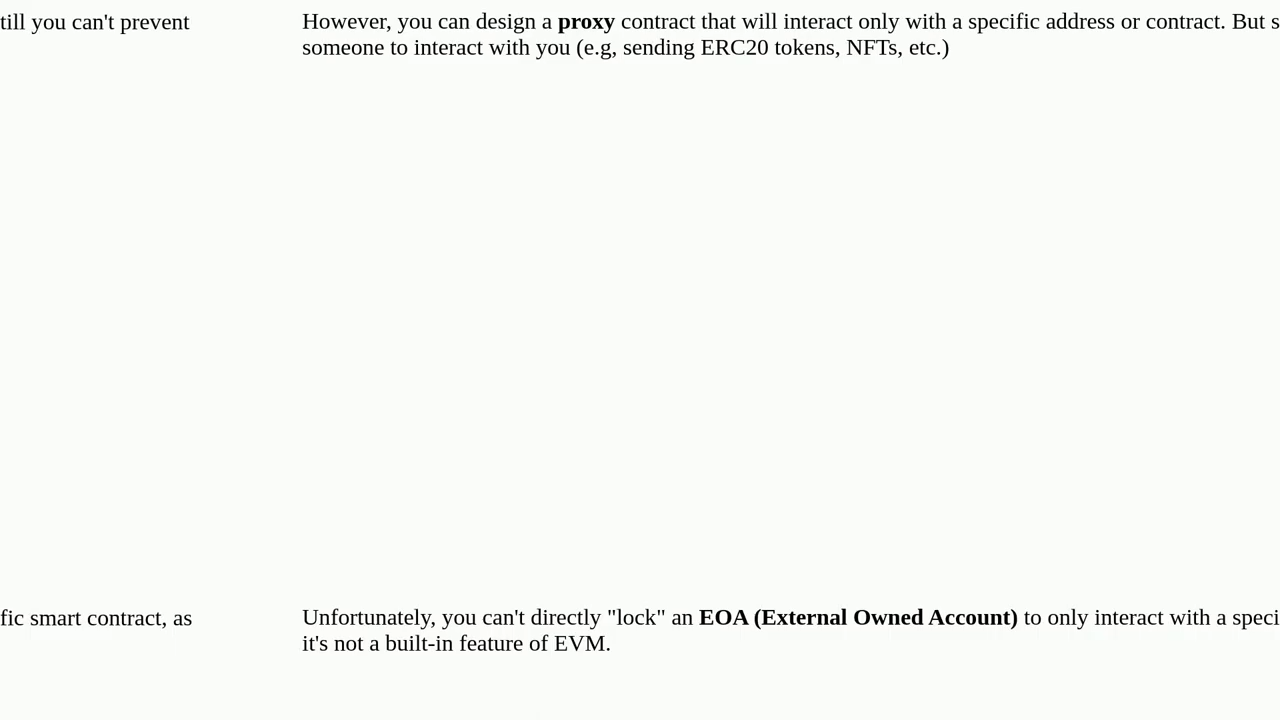 till you can't prevent
However, you can design a proxy contract that will interact only with a specific address or contract. But s
someone to interact with you (e.g, sending ERC20 tokens, NFTs, etc.)
fic smart contract, as
Unfortunately, you can't directly "lock" an EOA (External Owned Account) to only interact with a speci
it's not a built-in feature of EVM.